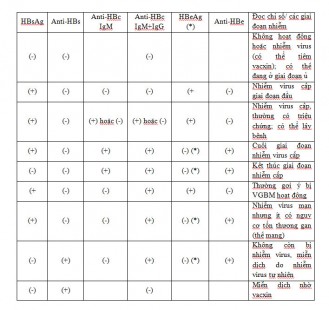 HBsAg Anti-HBs Anti-HBc IgM Anti-HBc IgM+IgG HBeAg (*) Anti-HBe Đọc chỉ số/ các giai đoạn nhiễm
(-) (-) (-) Không hoạt động hoặc nhiễm virus (có thể tiêm vacxin); có thể đang ở giai đoạn ủ
(+) (-) (-) (-) + (-) Nhiễm virus cấp giai đoạn đầu
(+) (-) (+) hoặc (-) (+) hoặc (-) (+) (-) Nhiễm virus cấp, thường có triệu chứng; có thể lây bệnh
(+) (-) (+) (+) (-) (*) (+) Cuối giai đoạn nhiễm virus cấp
(-) (-) (+) (+) (-) (*) (+) Kết thúc giai đoạn nhiễm cấp
(+) (-) (-) (+) (+) (-) Thường gợi ý bị VGBM hoạt động
(+) (-) (+) (-) (*) (+) Nhiễm virus mạn nhưng ít có nguy cơ tổn thương gan (thể mang)
(-) (+) (-) (+) (-) (*) (+) Không còn bị nhiễm virus, miễn dịch do nhiễm virus tự nhiên
(-) (+) (-) Miễn dịch nhờ vacxin